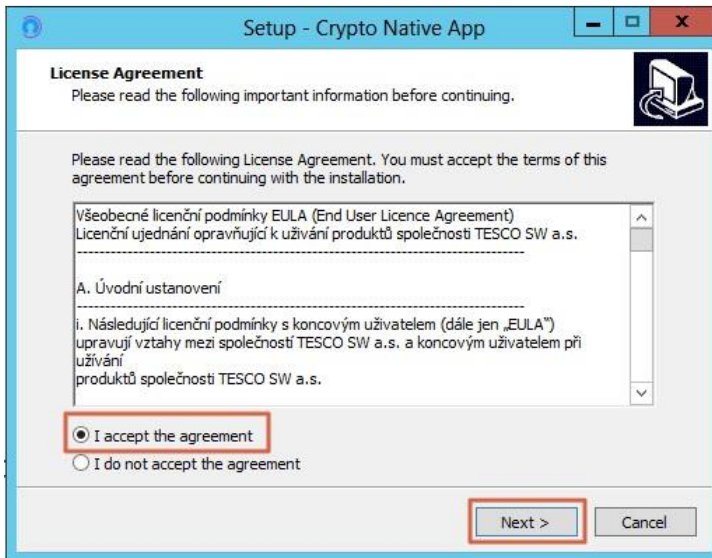 Setup - Crypto Native App
License Agreement
Please read the following important information before continuing.
Please read the following License Agreement. You must accept the terms of this
agreement before continuing with the installation.
Všeobecné licenční podmínky EULA (End User Licence Agreement)
Licenční ujednání opravňující k užívání produktů společnosti TESCO SW a.s.
--------------------------------------------------------------------------
A. Úvodní ustanovení
--------------------------------------------------------------------------
i. Následující licenční podmínky s koncovým uživatelem (dále jen „EULA“)
upravují vztahy mezi společností TESCO SW a.s. a koncovým uživatelem při
užívání
produktů společnosti TESCO SW a.s.
I accept the agreement
I do not accept the agreement
Next >
Cancel